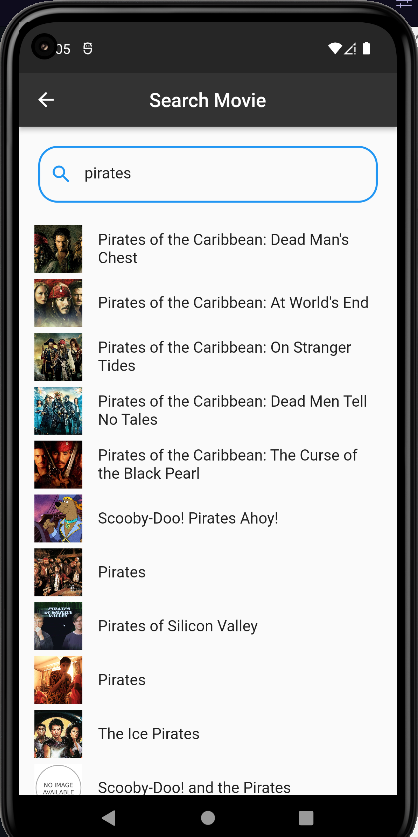 05
Search Movie
pirates
Pirates of the Caribbean: Dead Man's
Chest
Pirates of the Caribbean: At World's End
Pirates of the Caribbean: On Stranger
Tides
Pirates of the Caribbean: Dead Men Tell
No Tales
Pirates of the Caribbean: The Curse of
the Black Pearl
Scooby-Doo! Pirates Ahoy!
Pirates
PIRATES
VALLEY
Pirates of Silicon Valley
Pirates
The Ice Pirates
NO IMAGE
AVAILABLE
Scooby-Doo! and the Pirates